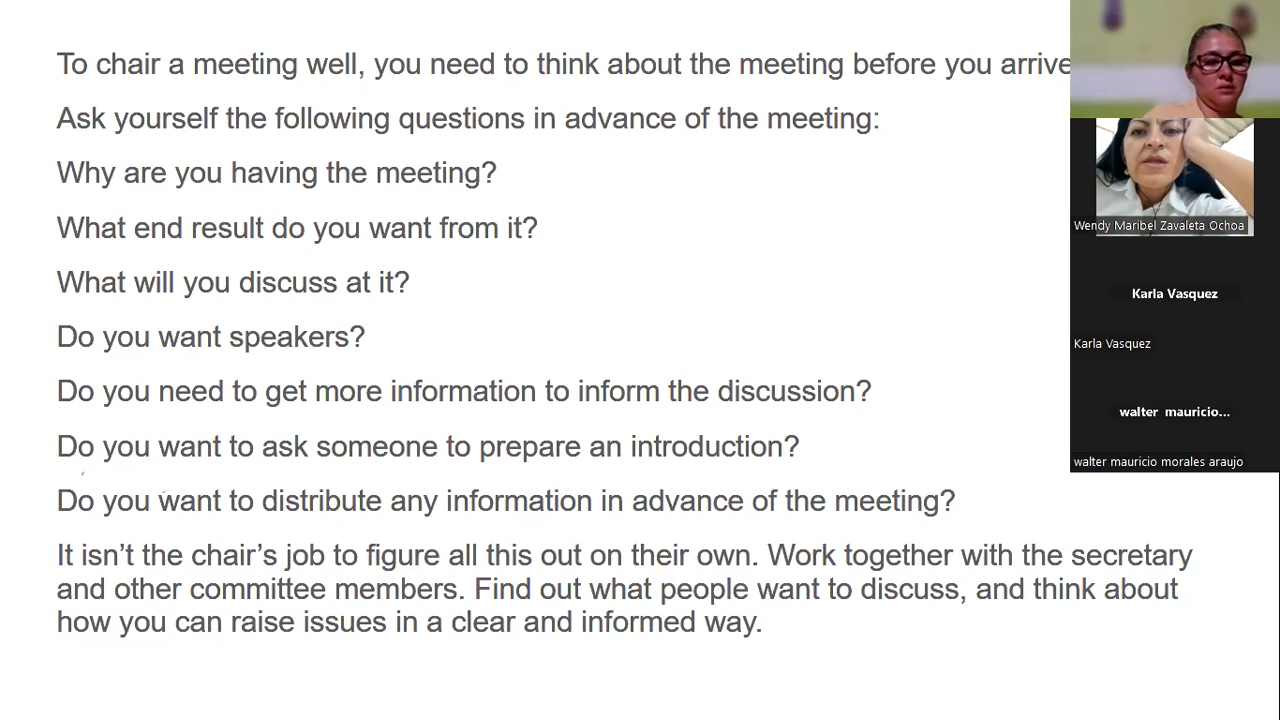 To chair a meeting well, you need to think about the meeting before you arrive
Ask yourself the following questions in advance of the meeting:
Why are you having the meeting?
What end result do you want from it?
What will you discuss at it?
Do you want speakers?
Do you need to get more information to inform the discussion?
Do you want to ask someone to prepare an introduction?
Do you want to distribute any information in advance of the meeting?
It isn’t the chair’s job to figure all this out on their own. Work together with the secretary
and other committee members. Find out what people want to discuss, and think about
how you can raise issues in a clear and informed way.
Wendy Maribel Zavaleta Ochoa
Karla Vasquez
Karla Vasquez
walter mauricio...
walter mauricio morales araujo